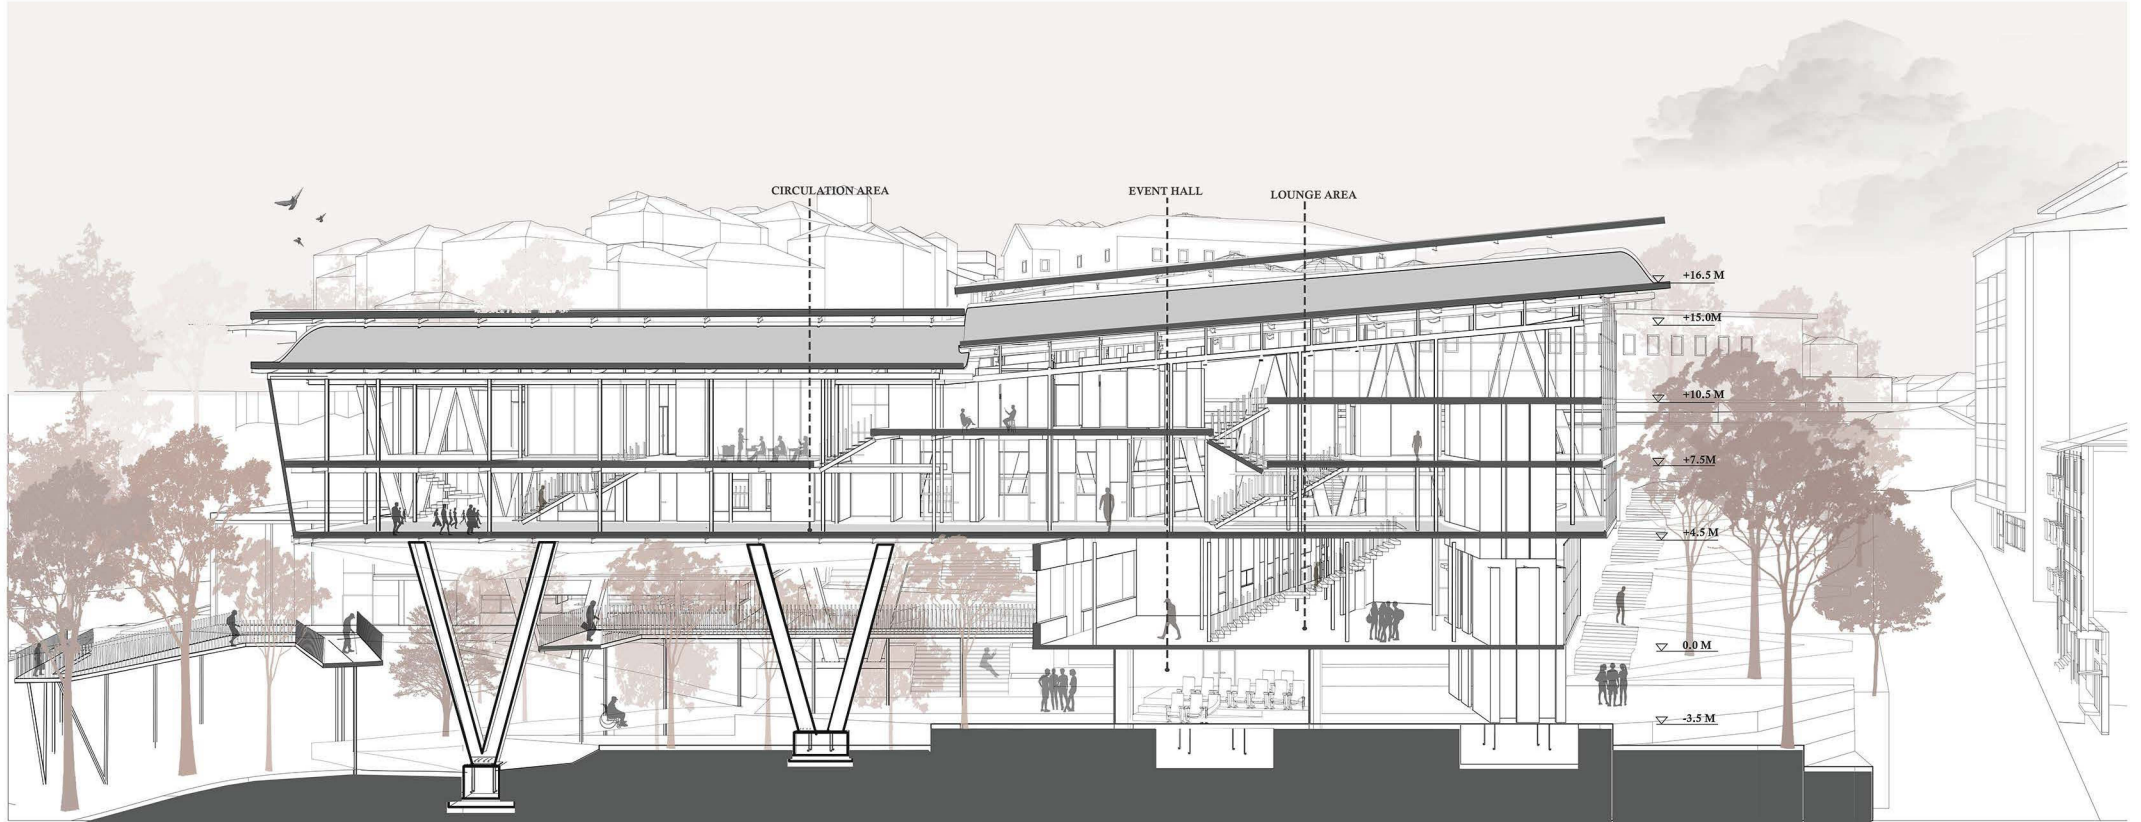 CIRCULATION AREA
EVENT HALL
LOUNGE AREA
+16.5 M
+15.0M
+10.5 M
+7.5M
+4.5 M
0.0 M
-3.5 M